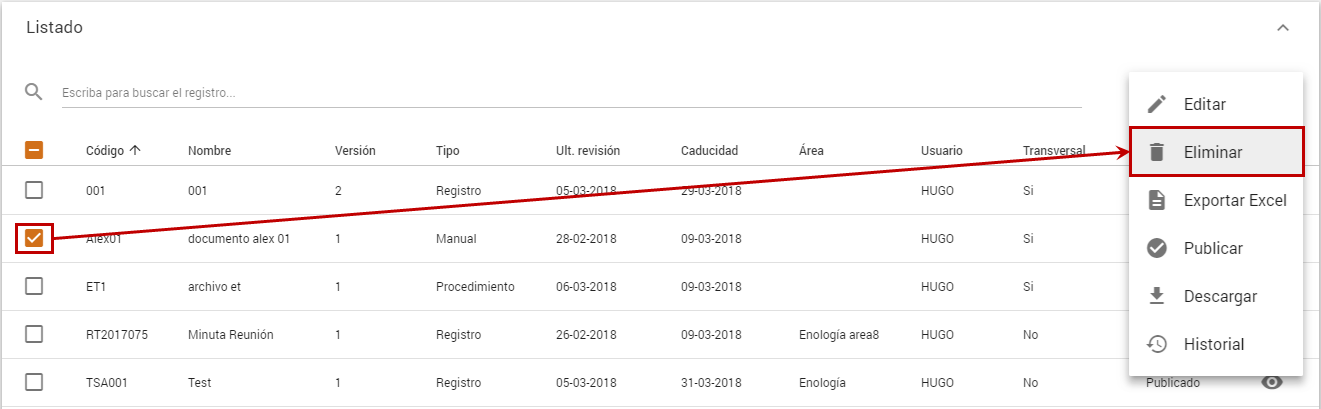 Listado
Escriba para buscar el registro...
Código Nombre Versión Tipo Ult. revisión Caducidad Área Usuario Transversal
001 001 2 Registro 05-03-2018 29-03-2018 HUGO Si
Alex01 documento alex 01 1 Manual 28-02-2018 09-03-2018 HUGO Si
ET1 archivo et 1 Procedimiento 06-03-2018 09-03-2018 HUGO Si
RT2017075 Minuta Reunión 1 Registro 26-02-2018 09-03-2018 Enología area8 HUGO No
TSA001 Test 1 Registro 05-03-2018 31-03-2018 Enología HUGO No Publicado
Editar
Eliminar
Exportar Excel
Publicar
Descargar
Historial